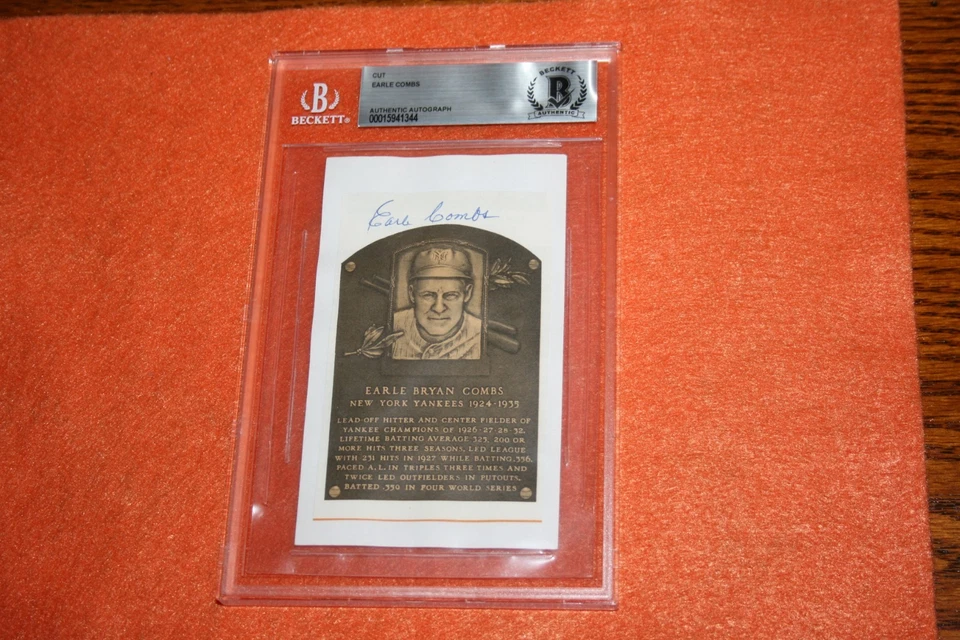 CUT
EARLE COMBS
AUTHENTIC AUTOGRAPH
00015941344
B
BECKETT®
BECKETT
B
AUTHENTIC
Earle Combs
NY
EARLE BRYAN COMBS
NEW YORK YANKEES 1924-1935
LEAD-OFF HITTER AND CENTER FIELDER OF
YANKEE CHAMPIONS OF 1926-27-28-32.
LIFETIME BATTING AVERAGE .325. 200 OR
MORE HITS THREE SEASONS. LED LEAGUE
WITH 231 HITS IN 1927 WHILE BATTING .356.
PACED A.L. IN TRIPLES THREE TIMES AND
TWICE LED OUTFIELDERS IN PUTOUTS.
BATTED .350 IN FOUR WORLD SERIES